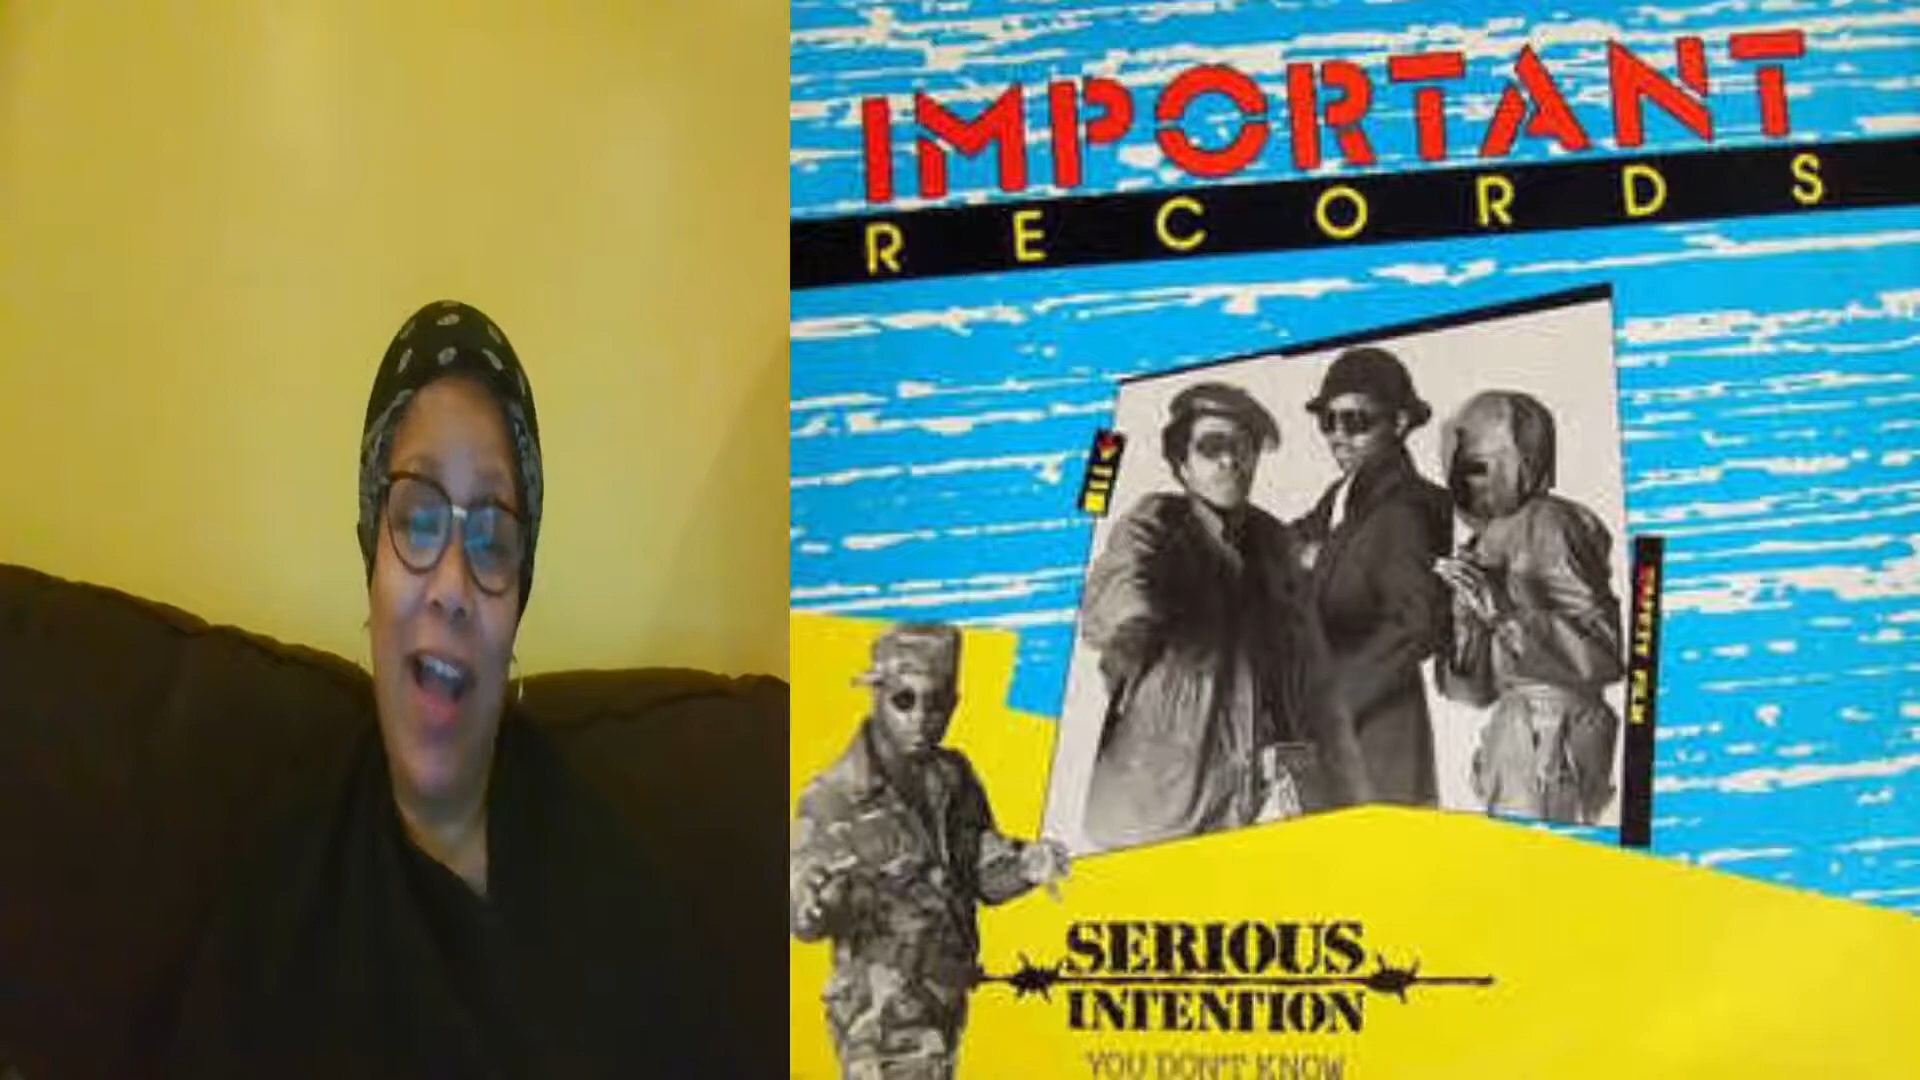 IMPORTANT
RECORDS
SERIOUS
INTENTION
YOU DON'T KNOW